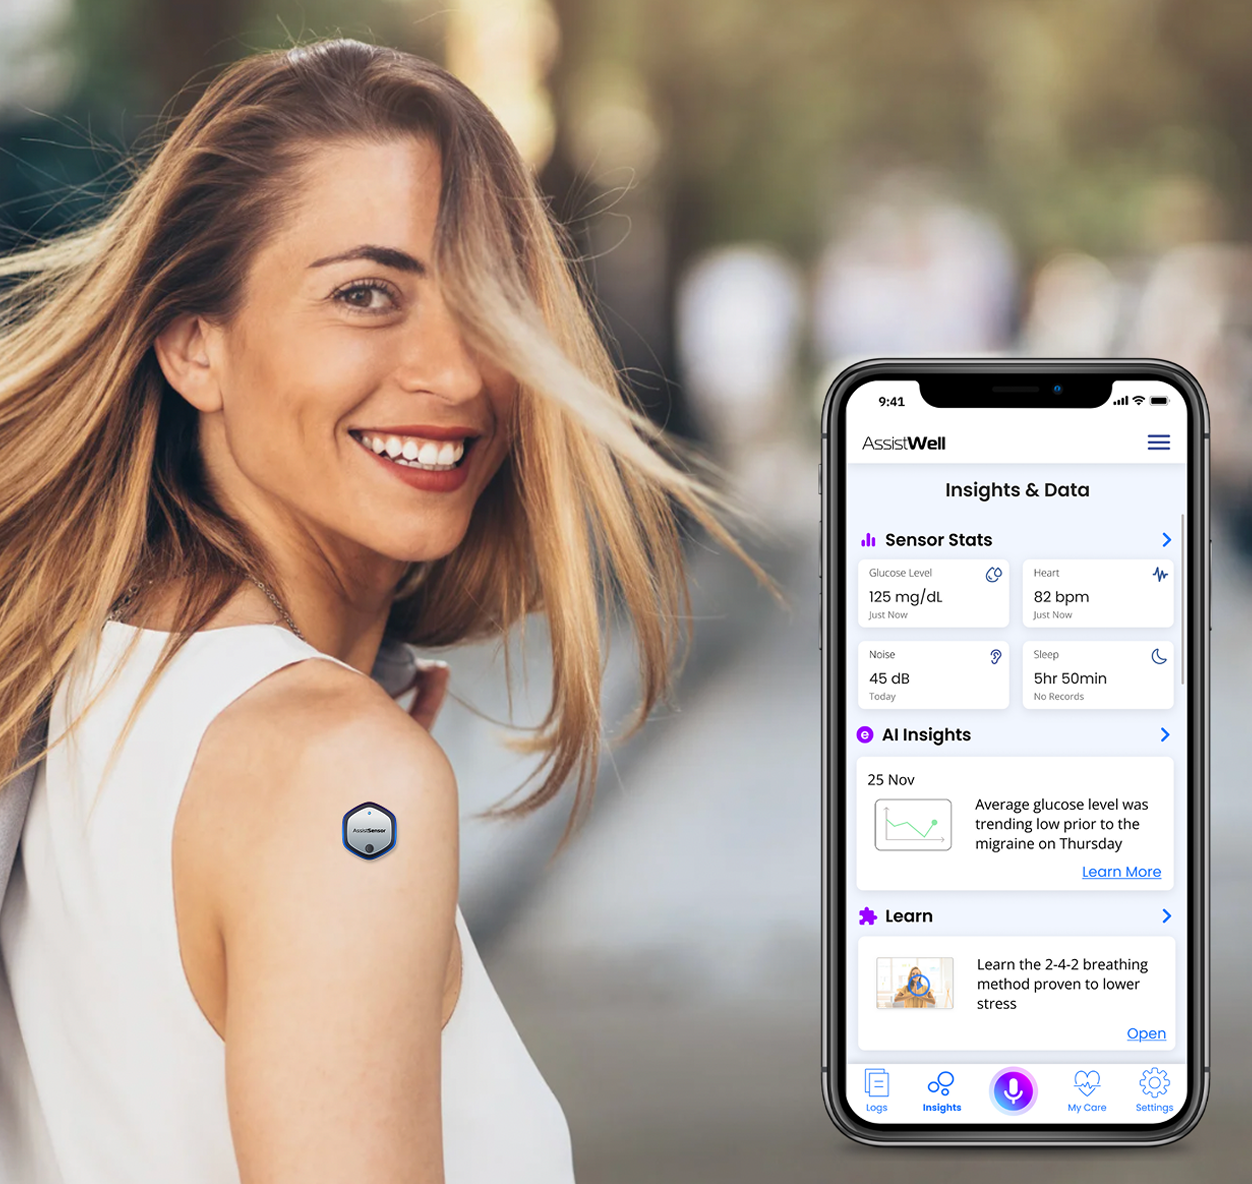 AssistSensor
9:41
AssistWell
Insights & Data
Sensor Stats
Glucose Level
125 mg/dL
Just Now
Heart
82 bpm
Just Now
Noise
45 dB
Today
Sleep
5hr 50min
No Records
e
AI Insights
25 Nov
Average glucose level was
trending low prior to the
migraine on Thursday
Learn More
Learn
Learn the 2-4-2 breathing
method proven to lower
stress
Open
Logs
Insights
My Care
Settings